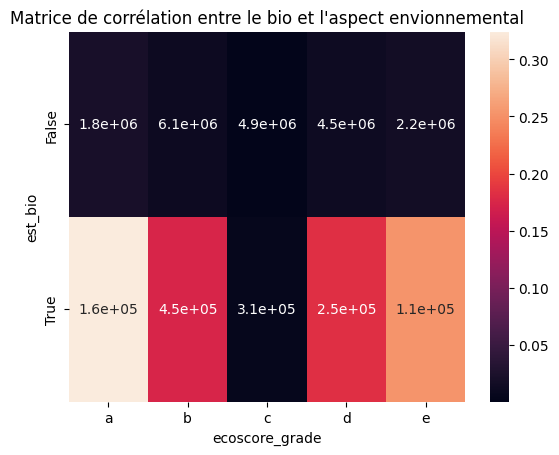 Matrice de corrélation entre le bio et l'aspect envionnemental
False
1.8e+06 6.1e+06 4.9e+06 4.5e+06 2.2e+06
est_bio
True
1.6e+05 4.5e+05 3.1e+05 2.5e+05 1.1e+05
a b c d e
ecoscore_grade
0.30
0.25
0.20
0.15
0.10
0.05